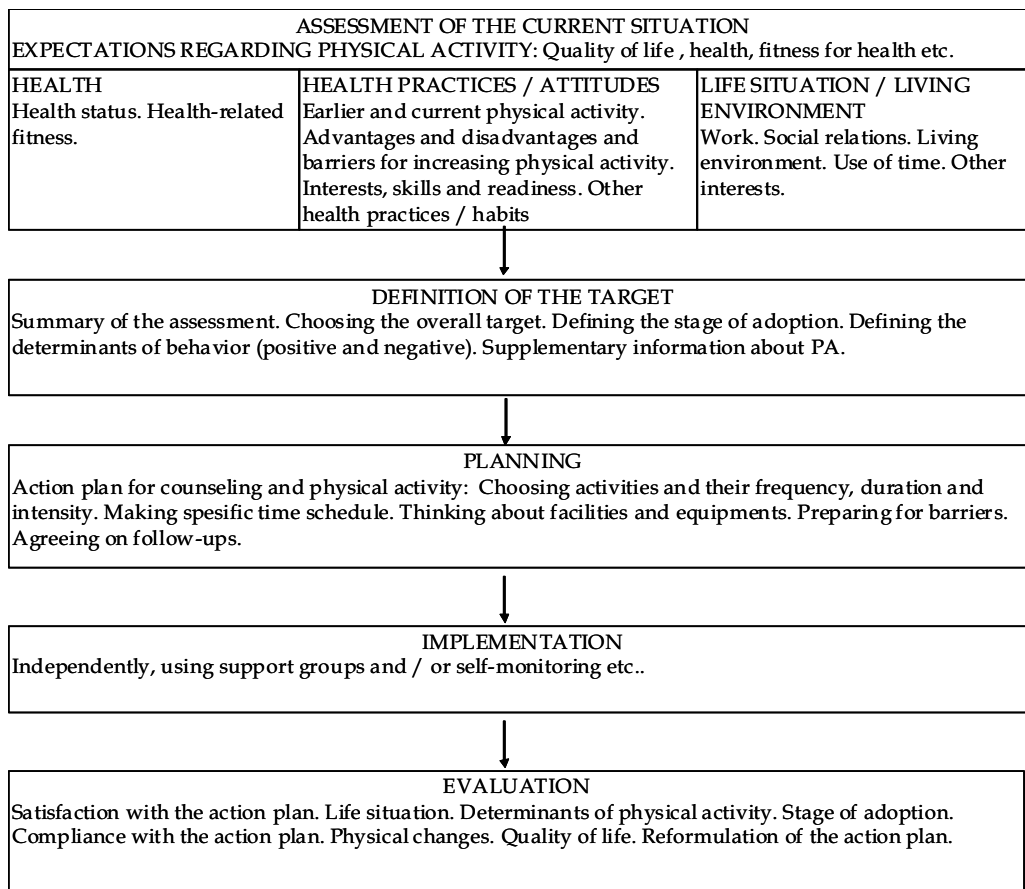 ASSESSMENT OF THE CURRENT SITUATION
EXPECTATIONS REGARDING PHYSICAL ACTIVITY: Quality of life , health, fitness for health etc.
HEALTH
Health status. Health-related
fitness.
HEALTH PRACTICES / ATTITUDES
Earlier and current physical activity.
Advantages and disadvantages and
barriers for increasing physical activity.
Interests, skills and readiness. Other
health practices / habits
LIFE SITUATION / LIVING
ENVIRONMENT
Work. Social relations. Living
environment. Use of time. Other
interests.
DEFINITION OF THE TARGET
Summary of the assessment. Choosing the overall target. Defining the stage of adoption. Defining the
determinants of behavior (positive and negative). Supplementary information about PA.
PLANNING
Action plan for counseling and physical activity:  Choosing activities and their frequency, duration and
intensity. Making spesific time schedule. Thinking about facilities and equipments. Preparing for barriers.
Agreeing on follow-ups.
IMPLEMENTATION
Independently, using support groups and / or self-monitoring etc..
EVALUATION
Satisfaction with the action plan. Life situation. Determinants of physical activity. Stage of adoption.
Compliance with the action plan. Physical changes. Quality of life. Reformulation of the action plan.